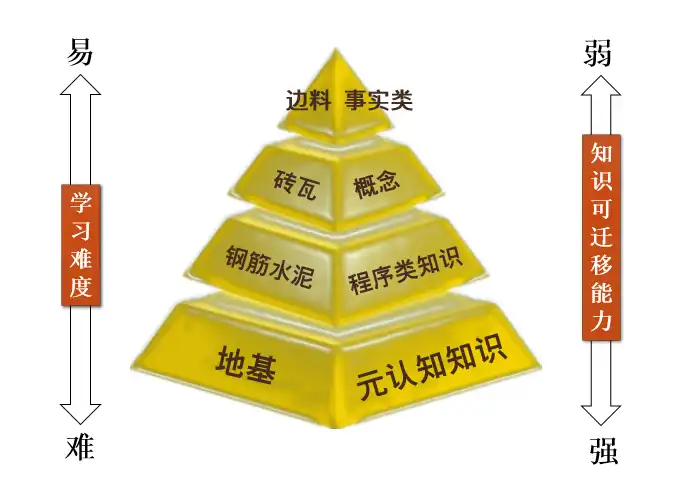 易
弱
边料 事实类
砖瓦 概念
钢筋水泥 程序类知识
地基 元认知知识
学习难度
知识可迁移能力
难
强